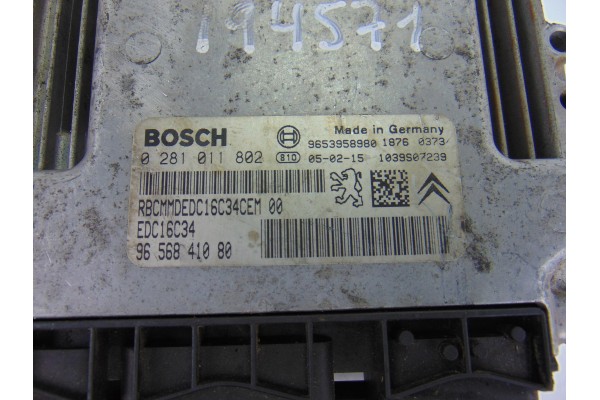 194571
BOSCH
Made in Germany
9653958980 1876 0373
0 281 011 802
810 05-02-15 1039S07239
RBCMMDEDC16C34CEM 00
EDC16C34
96 568 410 80